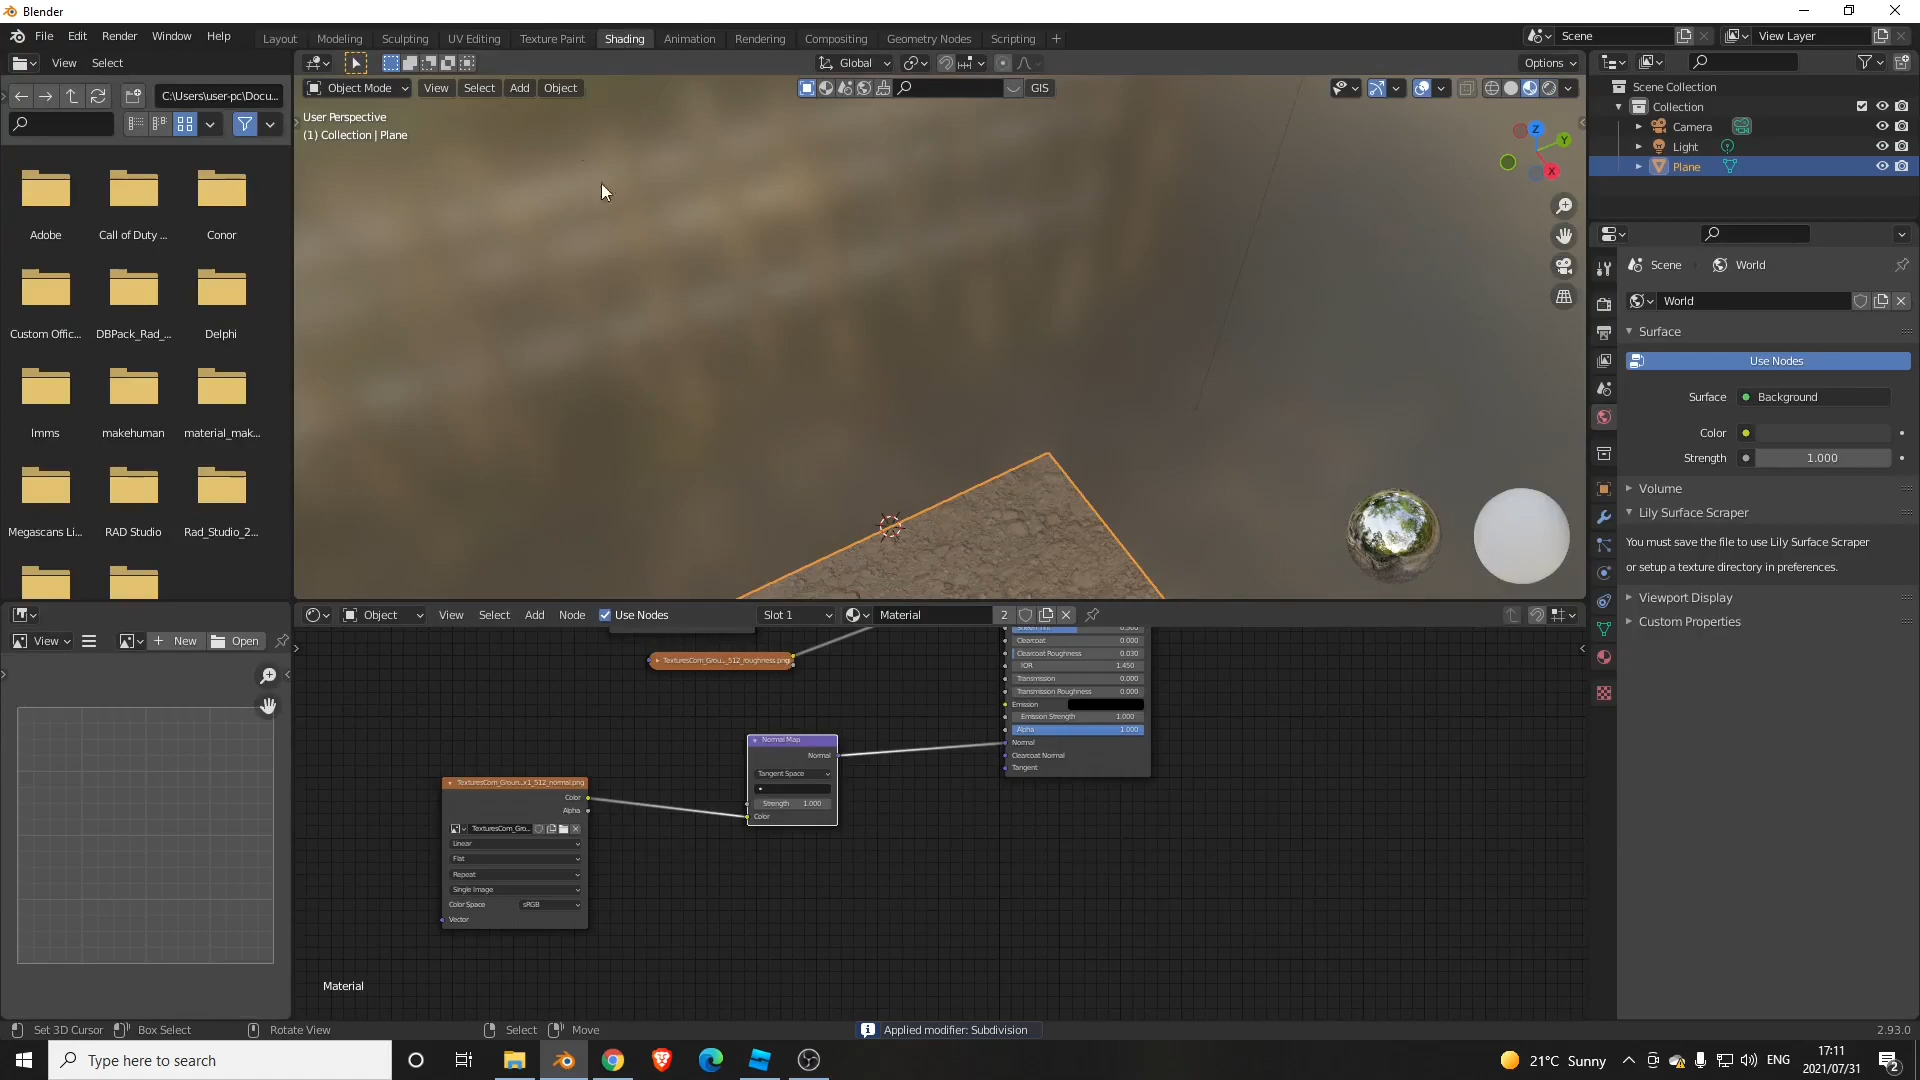 Blender
File Edit Render Window Help
Layout Modeling Sculpting UV Editing Texture Paint Shading Animation Rendering Compositing Geometry Nodes Scripting +
Scene
View Layer
View Select
Global
Options
C:\Users\user-pc\Docu...
Object Mode View Select Add Object
GIS
User Perspective
(1) Collection | Plane
Scene Collection
Collection
Camera
Light
Plane
Z
Y
X
Adobe
Call of Duty ...
Conor
Custom Offic...
DBPack_Rad_...
Delphi
lmms
makehuman
material_mak...
Megascans Li...
RAD Studio
Rad_Studio_2...
Scene World
World
Surface
Use Nodes
Surface Background
Color
Strength 1.000
Volume
Lily Surface Scraper
You must save the file to use Lily Surface Scraper
or setup a texture directory in preferences.
Viewport Display
Custom Properties
Object View Select Add Node Use Nodes Slot 1 Material 2
View New Open
Clearcoat 0.000
Clearcoat Roughness 0.030
IOR 1.450
Transmission 0.000
Transmission Roughness 0.000
Emission
Emission Strength 1.000
Alpha 1.000
Normal
Clearcoat Normal
Tangent
TexturesCom_Grou..._512_roughness.png
Normal Map
Normal
Tangent Space
Strength 1.000
Color
TexturesCom_Groun...x1_512_normal.png
Color
Alpha
TexturesCom_Gro...
Linear
Flat
Repeat
Single Image
Color Space sRGB
Vector
Material
Set 3D Cursor Box Select Rotate View Select Move
Applied modifier: Subdivision
2.93.0
Type here to search
21°C Sunny
ENG
17:11
2021/07/31
2